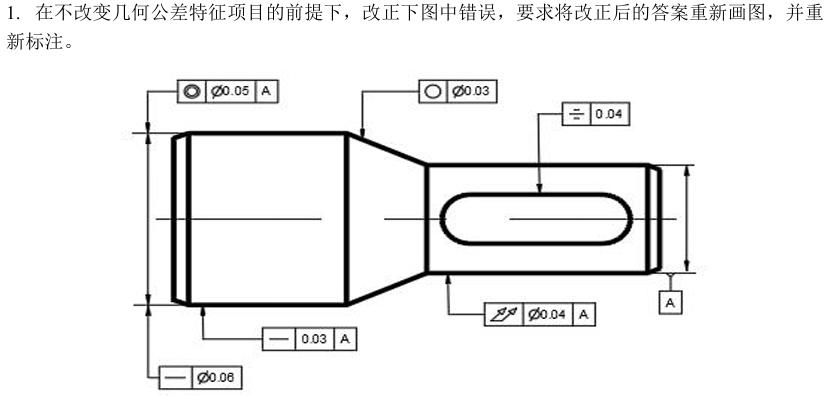 1. 在不改变几何公差特征项目的前提下，改正下图中错误，要求将改正后的答案重新画图，并重
新标注。
◎ Ø0.05 A
○ Ø0.03
⌯ 0.04
A
⌰ Ø0.04 A
— 0.03 A
— Ø0.06